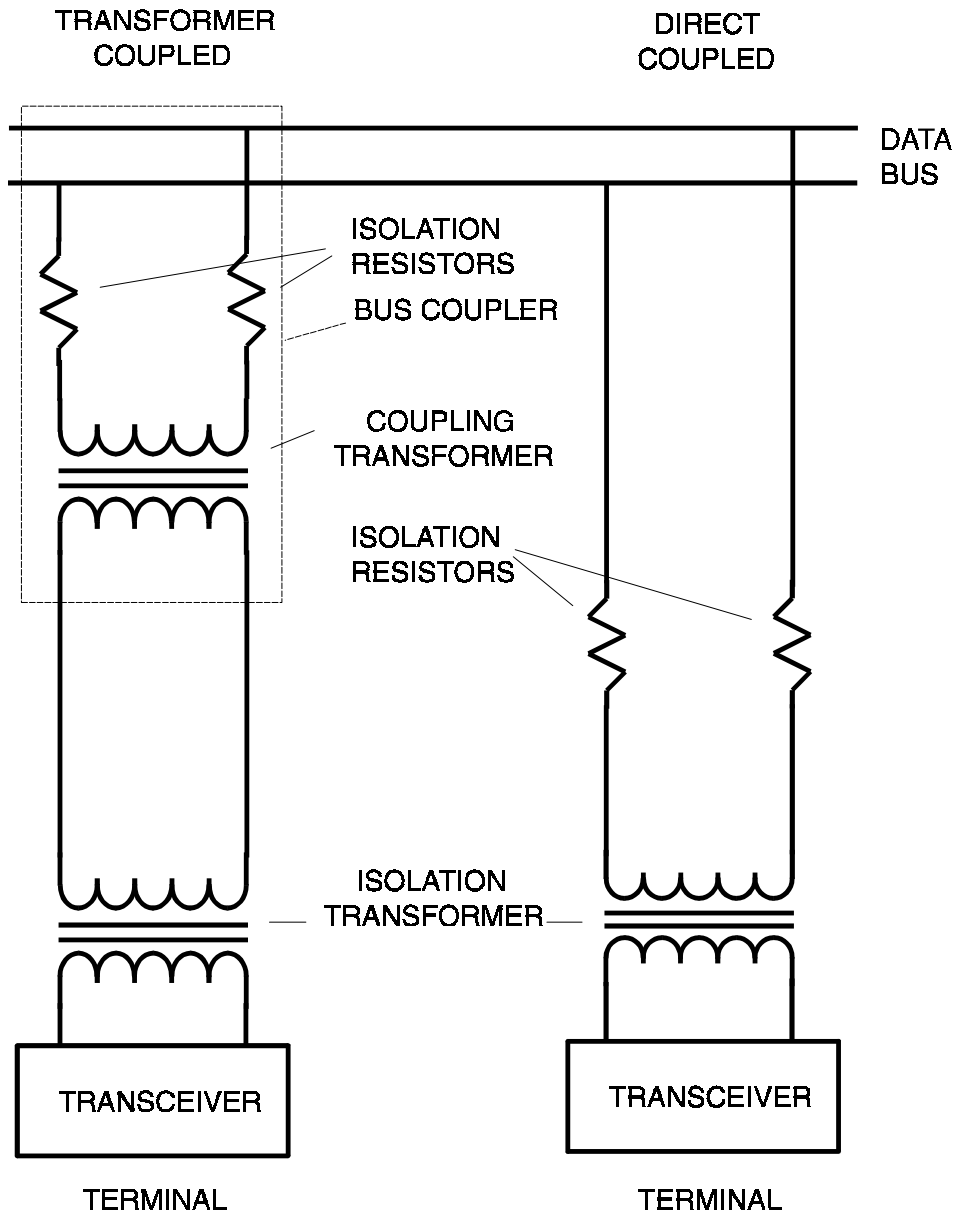 TRANSFORMER
COUPLED
DIRECT
COUPLED
DATA
BUS
ISOLATION
RESISTORS
BUS COUPLER
COUPLING
TRANSFORMER
ISOLATION
RESISTORS
ISOLATION
TRANSFORMER
TRANSCEIVER
TRANSCEIVER
TERMINAL
TERMINAL